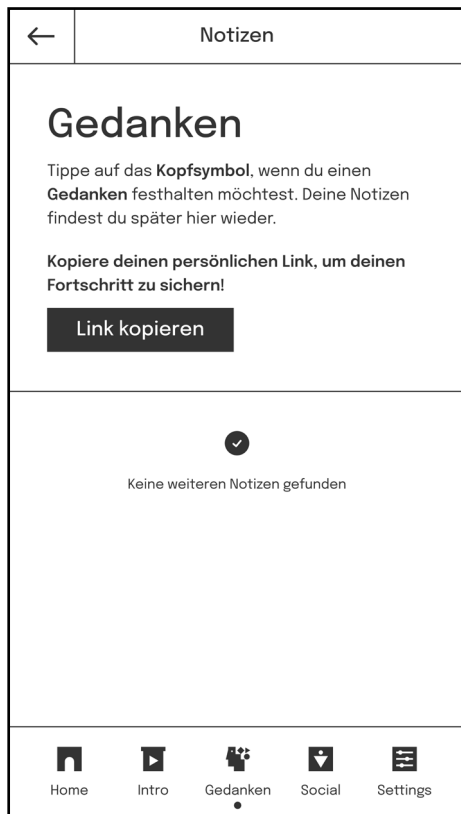 Notizen
Gedanken
Tippe auf das Kopfsymbol, wenn du einen
Gedanken festhalten möchtest. Deine Notizen
findest du später hier wieder.
Kopiere deinen persönlichen Link, um deinen
Fortschritt zu sichern!
Link kopieren
Keine weiteren Notizen gefunden
Home Intro Gedanken Social Settings